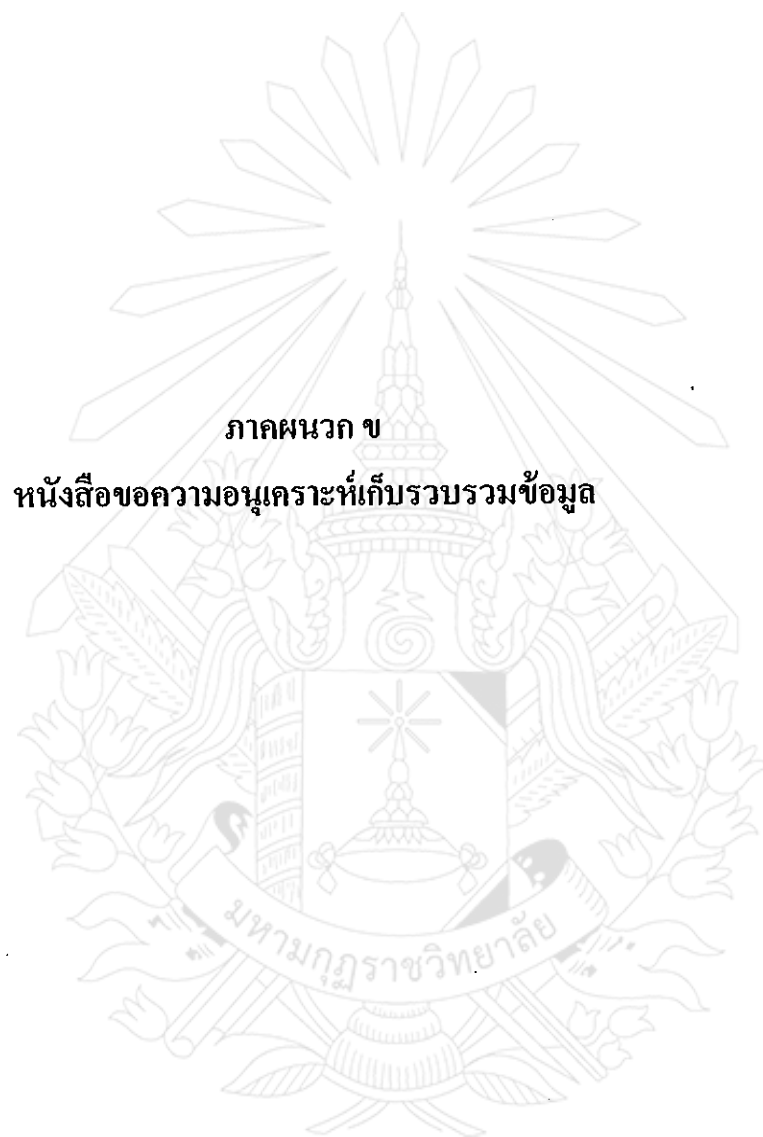 ภาคผนวก ข
หนังสือขอความอนุเคราะห์เก็บรวบรวมข้อมูล
มหามกุฏราชวิทยาลัย